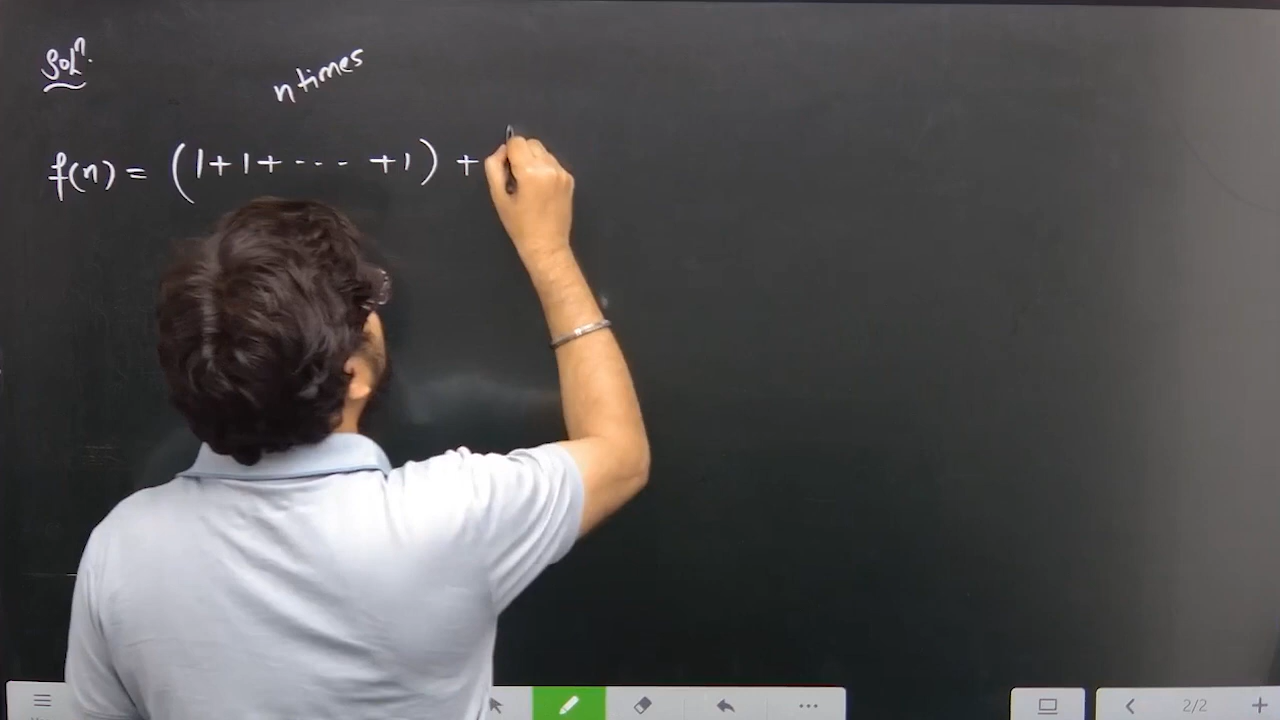 Solⁿ.
n times
f(n) = (1+1+ --- +1) +
2/2